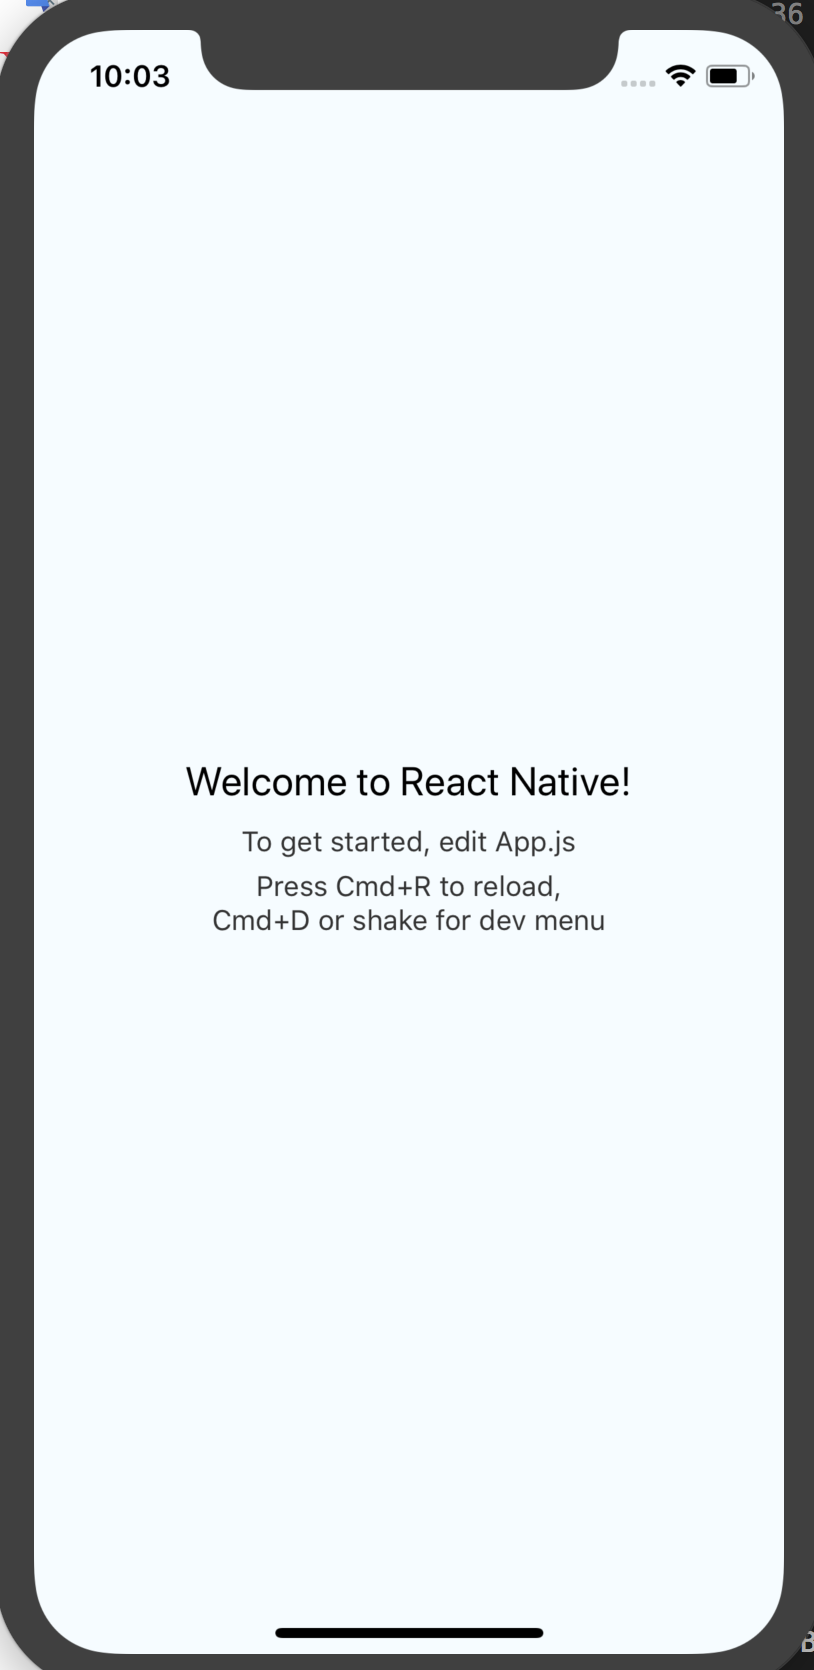 36
10:03
Welcome to React Native!
To get started, edit App.js
Press Cmd+R to reload,
Cmd+D or shake for dev menu